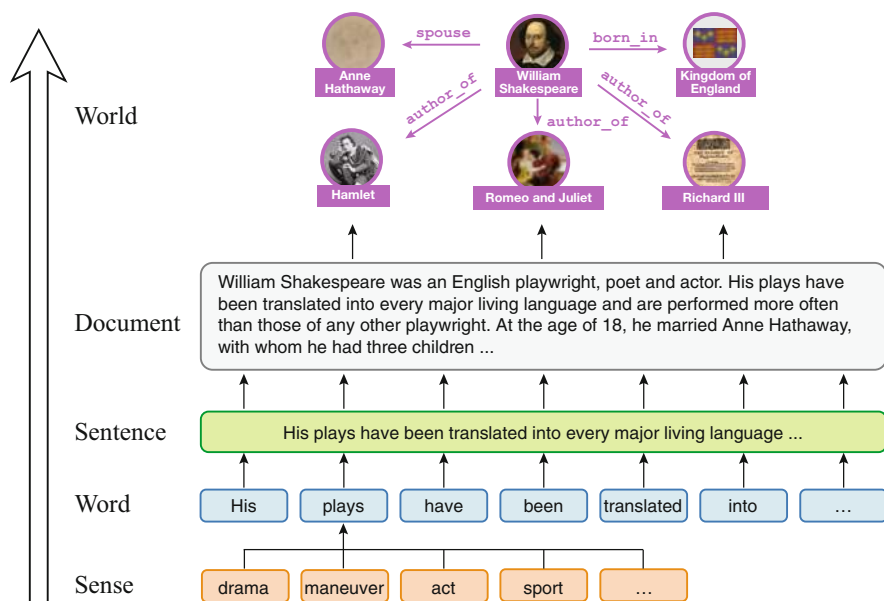 World
spouse
born_in
Anne
Hathaway
William
Shakespeare
Kingdom of
England
author_of
author_of
author_of
Hamlet
Romeo and Juliet
Richard III
Document
William Shakespeare was an English playwright, poet and actor. His plays have
been translated into every major living language and are performed more often
than those of any other playwright. At the age of 18, he married Anne Hathaway,
with whom he had three children ...
Sentence
His plays have been translated into every major living language ...
Word
His
plays
have
been
translated
into
...
Sense
drama
maneuver
act
sport
...